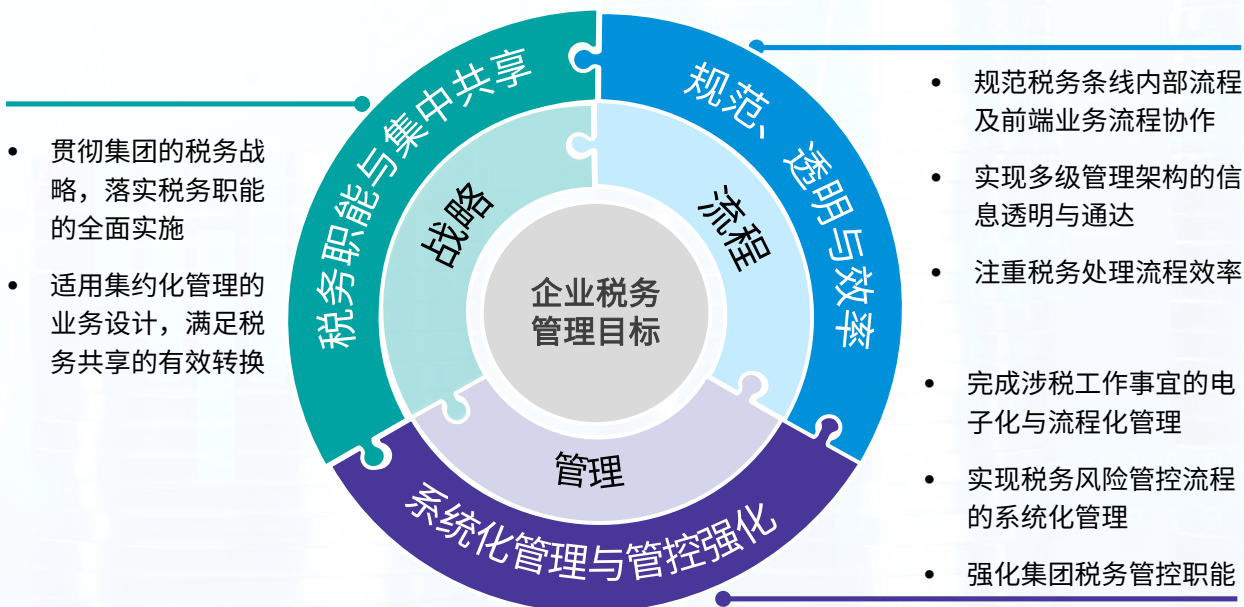 税务职能与集中共享
规范、透明与效率
系统化管理与管控强化
战略
流程
管理
企业税务
管理目标
• 贯彻集团的税务战
略，落实税务职能
的全面实施
• 适用集约化管理的
业务设计，满足税
务共享的有效转换
• 规范税务条线内部流程
及前端业务流程协作
• 实现多级管理架构的信
息透明与通达
• 注重税务处理流程效率
• 完成涉税工作事宜的电
子化与流程化管理
• 实现税务风险管控流程
的系统化管理
• 强化集团税务管控职能